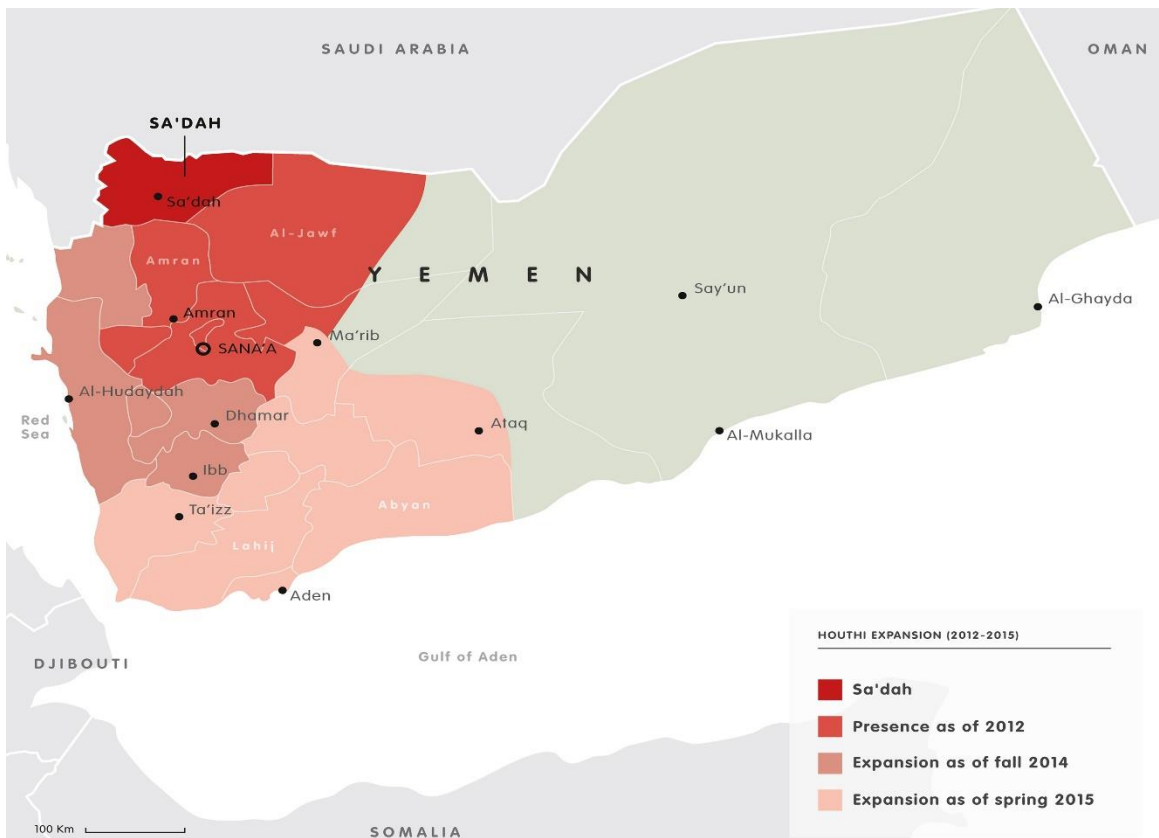 SAUDI ARABIA
OMAN
SA'DAH
Sa'dah
Al-Jawf
Amran
YEMEN
Say'un
Al-Ghayda
Amran
Ma'rib
SANA'A
Al-Hudaydah
Red
Sea
Dhamar
Ataq
Al-Mukalla
Ibb
Abyan
Ta'izz
Lahij
Aden
HOUTHI EXPANSION (2012-2015)
Gulf of Aden
DJIBOUTI
Sa'dah
Presence as of 2012
Expansion as of fall 2014
Expansion as of spring 2015
100 Km
SOMALIA